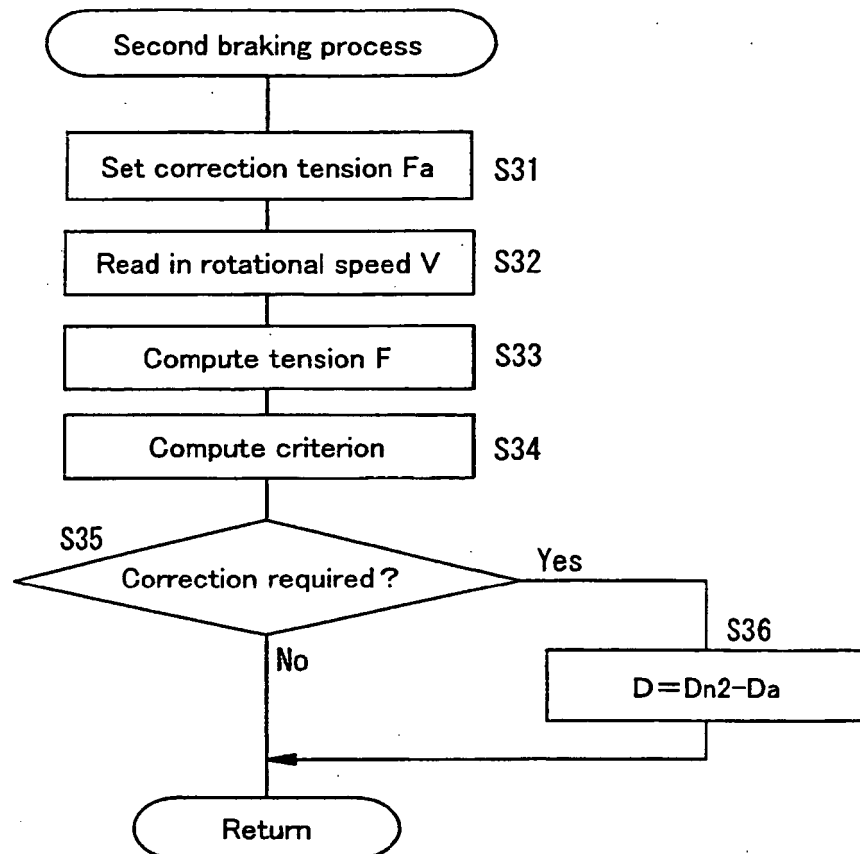 Second braking process
Set correction tension Fa
S31
Read in rotational speed V
S32
Compute tension F
S33
Compute criterion
S34
S35
Correction required?
Yes
No
S36
D=Dn2-Da
Return